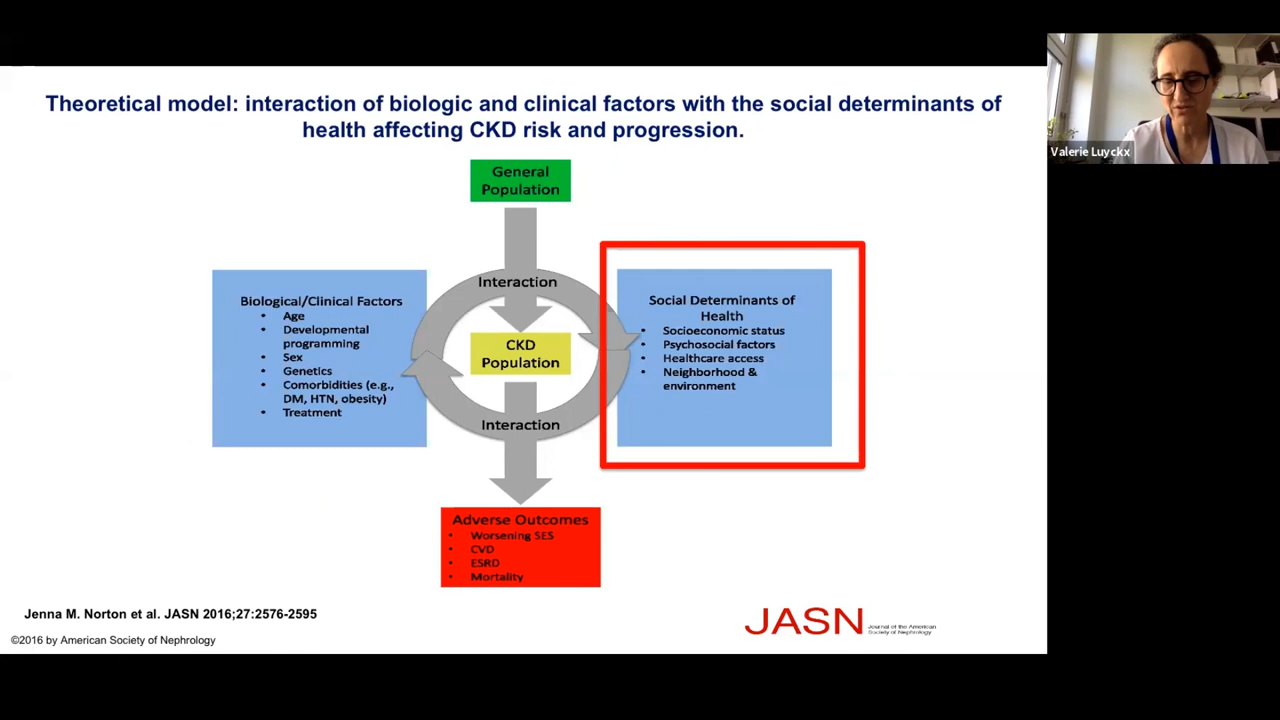 Theoretical model: interaction of biologic and clinical factors with the social determinants of
health affecting CKD risk and progression.
Valerie Luyckx
General
Population
Interaction
Biological/Clinical Factors
• Age
• Developmental
programming
• Sex
• Genetics
• Comorbidities (e.g.,
DM, HTN, obesity)
• Treatment
CKD
Population
Social Determinants of
Health
• Socioeconomic status
• Psychosocial factors
• Healthcare access
• Neighborhood &
environment
Interaction
Adverse Outcomes
• Worsening SES
• CVD
• ESRD
• Mortality
Jenna M. Norton et al. JASN 2016;27:2576-2595
©2016 by American Society of Nephrology
JASN
Journal of the American
Society of Nephrology